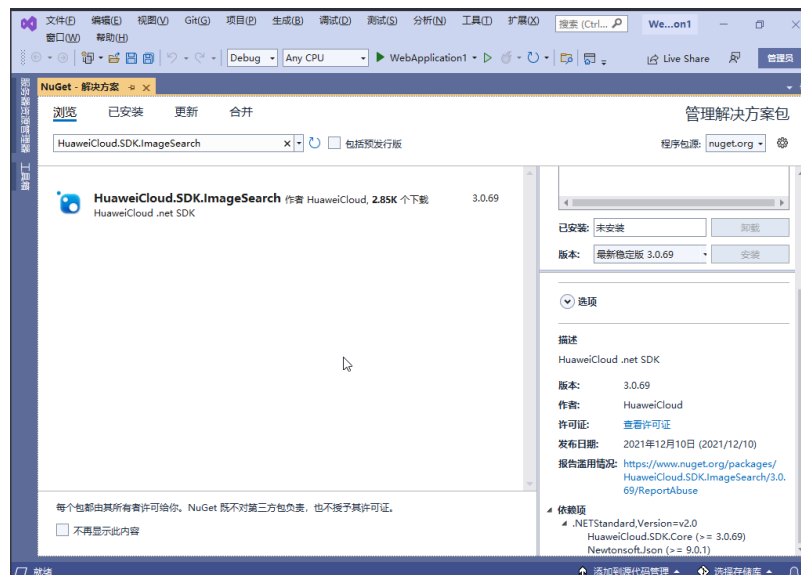 文件(F) 编辑(E) 视图(V) Git(G) 项目(P) 生成(B) 调试(D) 测试(S) 分析(N) 工具(T) 扩展(X) 搜索 (Ctrl... We...on1
窗口(W) 帮助(H)
Debug Any CPU WebApplication1 Live Share 管理员
NuGet - 解决方案
工具箱
浏览 已安装 更新 合并 管理解决方案包
HuaweiCloud.SDK.ImageSearch 包括预发行版 程序包源: nuget.org
HuaweiCloud.SDK.ImageSearch 作者 HuaweiCloud, 2.85K 个下载 3.0.69
HuaweiCloud .net SDK
已安装: 未安装 卸载
版本: 最新稳定版 3.0.69 安装
选项
描述
HuaweiCloud .net SDK
版本: 3.0.69
作者: HuaweiCloud
许可证: 查看许可证
发布日期: 2021年12月10日 (2021/12/10)
报告滥用情况: https://www.nuget.org/packages/
HuaweiCloud.SDK.ImageSearch/3.0.
69/ReportAbuse
依赖项
.NETStandard,Version=v2.0
HuaweiCloud.SDK.Core (>= 3.0.69)
Newtonsoft.Json (>= 9.0.1)
每个包都由其所有者许可给你。NuGet 既不对第三方包负责，也不授予其许可证。
不再显示此内容
就绪 添加到源代码管理 选择存储库